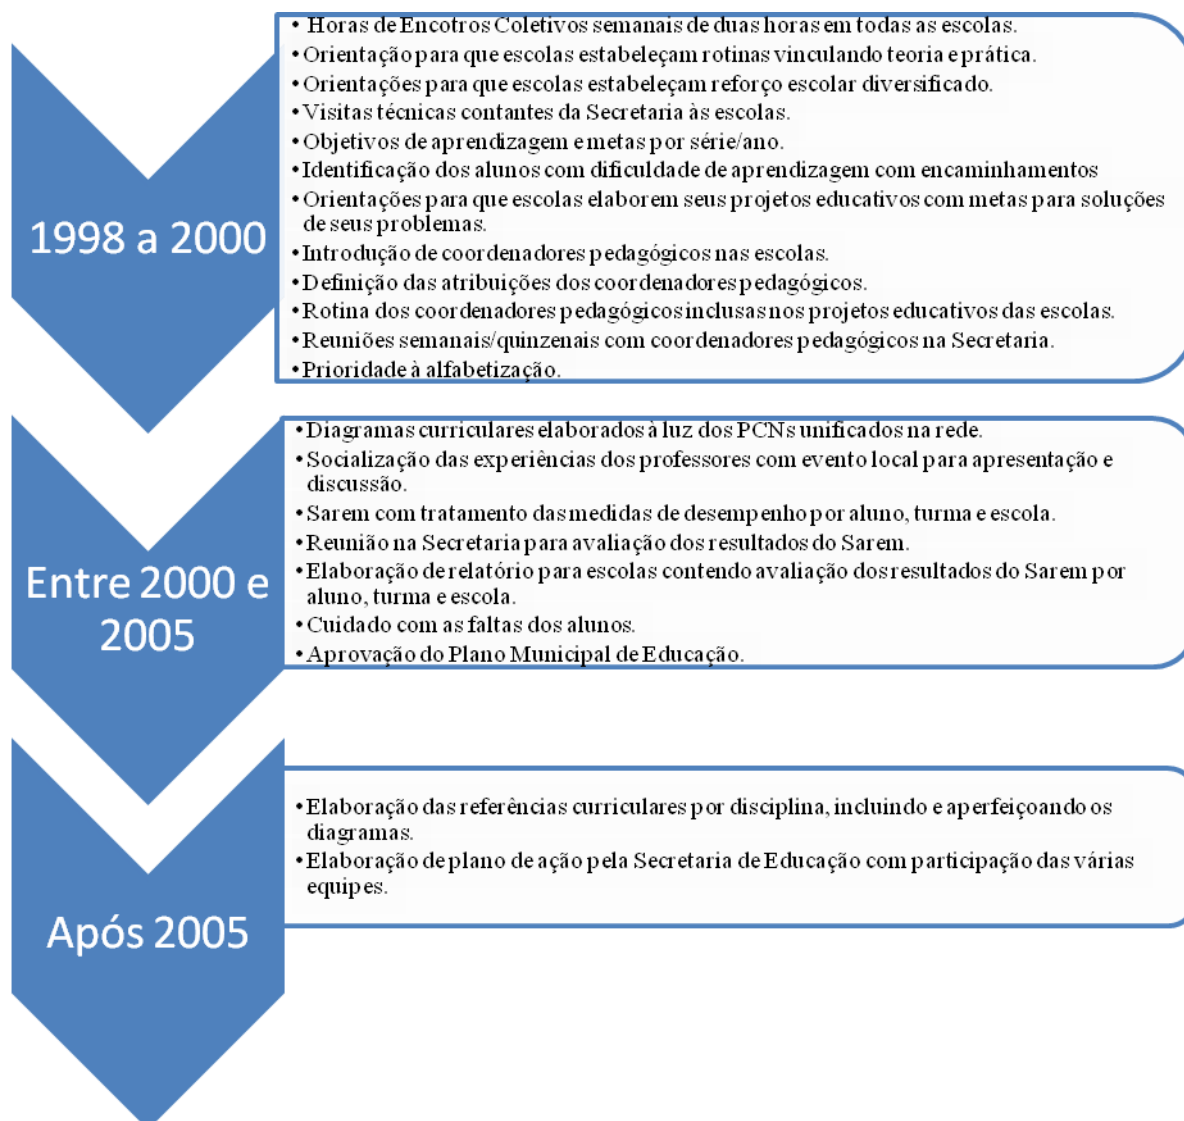 1998 a 2000
• Horas de Encotros Coletivos semanais de duas horas em todas as escolas.
• Orientação para que escolas estabeleçam rotinas vinculando teoria e prática.
• Orientações para que escolas estabeleçam reforço escolar diversificado.
• Visitas técnicas contantes da Secretaria às escolas.
• Objetivos de aprendizagem e metas por série/ano.
• Identificação dos alunos com dificuldade de aprendizagem com encaminhamentos
• Orientações para que escolas elaborem seus projetos educativos com metas para soluções
de seus problemas.
• Introdução de coordenadores pedagógicos nas escolas.
• Definição das atribuições dos coordenadores pedagógicos.
• Rotina dos coordenadores pedagógicos inclusas nos projetos educativos das escolas.
• Reuniões semanais/quinzenais com coordenadores pedagógicos na Secretaria.
• Prioridade à alfabetização.
Entre 2000 e
2005
• Diagramas curriculares elaborados à luz dos PCNs unificados na rede.
• Socialização das experiências dos professores com evento local para apresentação e
discussão.
• Sarem com tratamento das medidas de desempenho por aluno, turma e escola.
• Reunião na Secretaria para avaliação dos resultados do Sarem.
• Elaboração de relatório para escolas contendo avaliação dos resultados do Sarem por
aluno, turma e escola.
• Cuidado com as faltas dos alunos.
• Aprovação do Plano Municipal de Educação.
Após 2005
• Elaboração das referências curriculares por disciplina, incluindo e aperfeiçoando os
diagramas.
• Elaboração de plano de ação pela Secretaria de Educação com participação das várias
equipes.